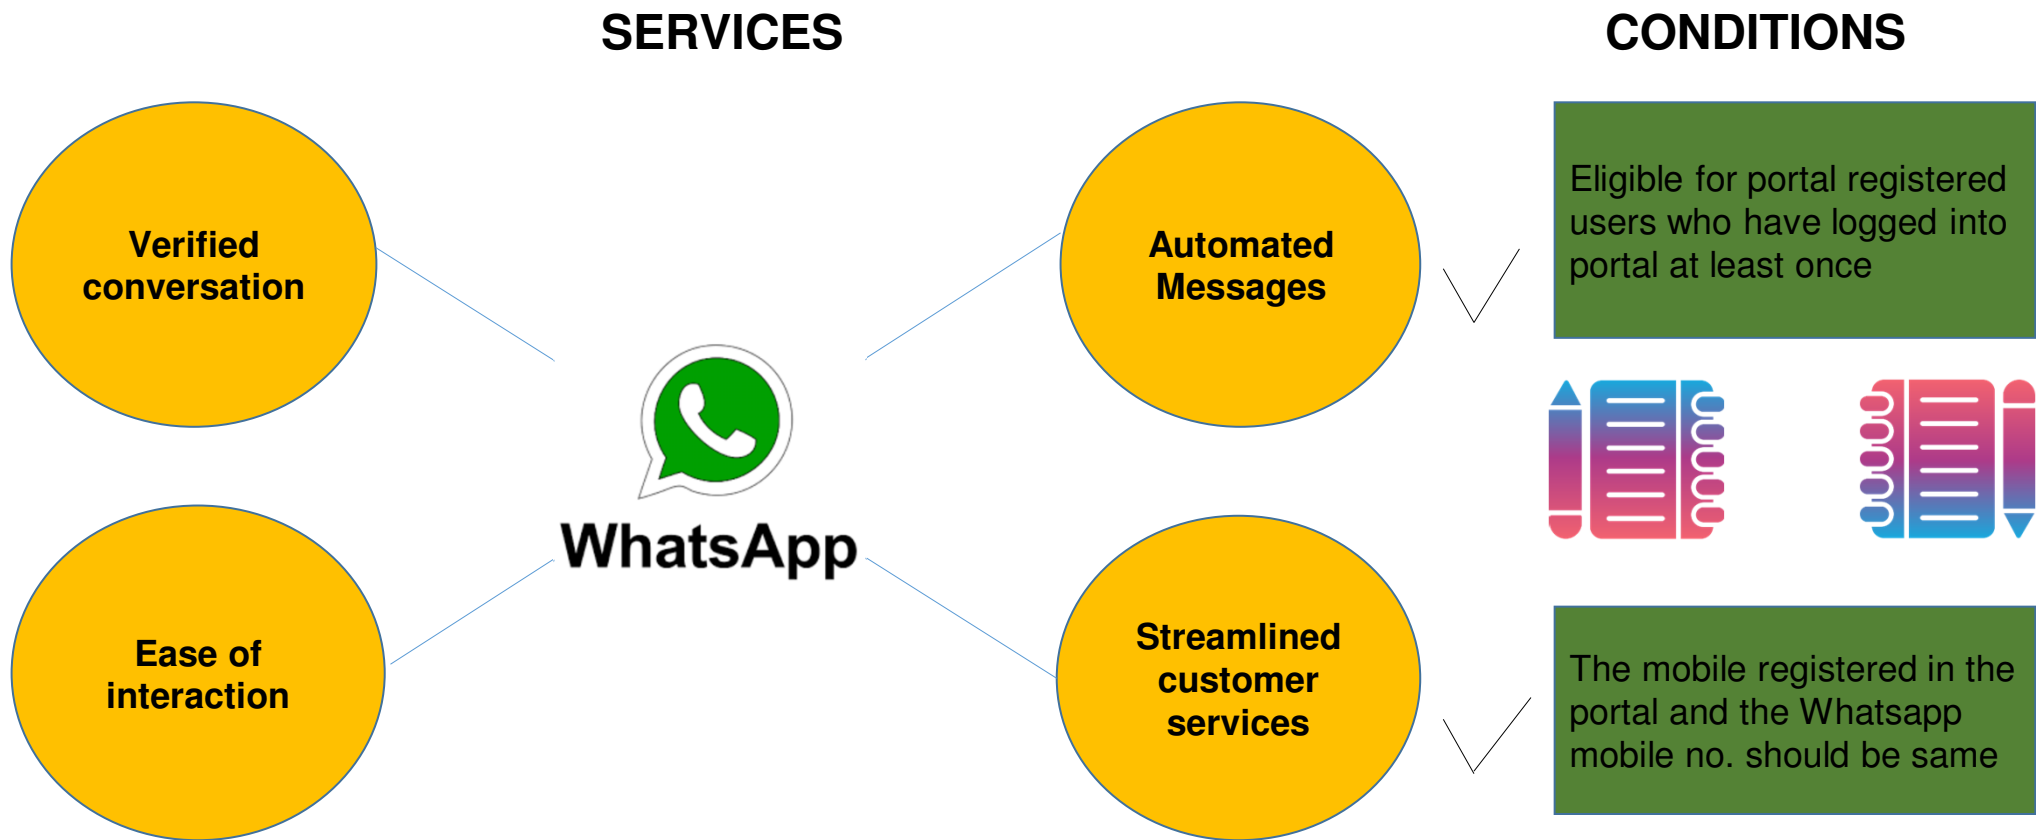 SERVICES
CONDITIONS
Verified
conversation
Automated
Messages
Eligible for portal registered
users who have logged into
portal at least once
WhatsApp
Ease of
interaction
Streamlined
customer
services
The mobile registered in the
portal and the Whatsapp
mobile no. should be same